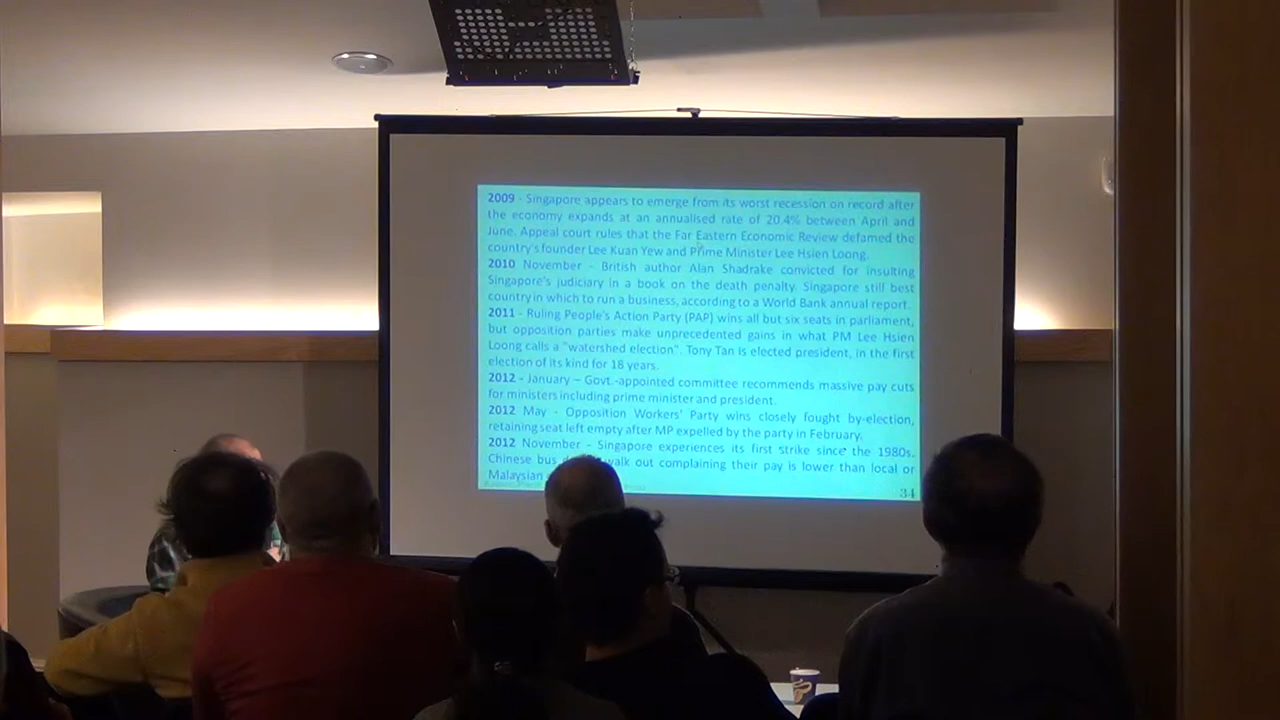 2009 - Singapore appears to emerge from its worst recession on record after
the economy expands at an annualised rate of 20.4% between April and
June. Appeal court rules that the Far Eastern Economic Review defamed the
country's founder Lee Kuan Yew and Prime Minister Lee Hsien Loong.
2010 November - British author Alan Shadrake convicted for insulting
Singapore's judiciary in a book on the death penalty. Singapore still best
country in which to run a business, according to a World Bank annual report.
2011 - Ruling People's Action Party (PAP) wins all but six seats in parliament,
but opposition parties make unprecedented gains in what PM Lee Hsien
Loong calls a "watershed election". Tony Tan is elected president, in the first
election of its kind for 18 years.
2012 - January – Govt.-appointed committee recommends massive pay cuts
for ministers including prime minister and president.
2012 May - Opposition Workers' Party wins closely fought by-election,
retaining seat left empty after MP expelled by the party in February.
2012 November - Singapore experiences its first strike since the 1980s.
Chinese bus walk out complaining their pay is lower than local or
Malaysian
34